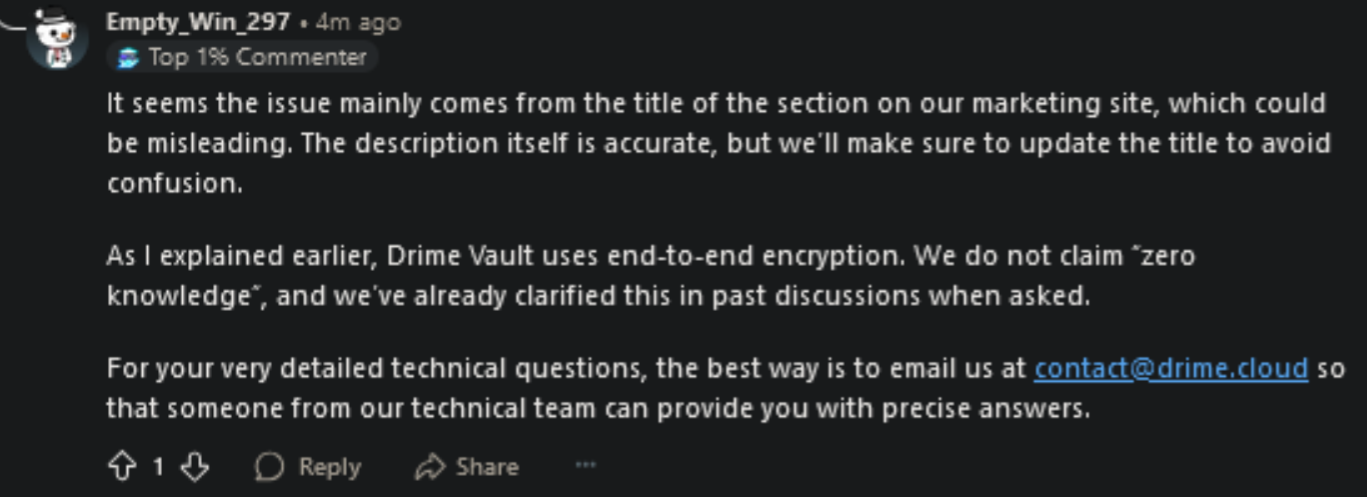 Empty_Win_297 • 4m ago
Top 1% Commenter
It seems the issue mainly comes from the title of the section on our marketing site, which could
be misleading. The description itself is accurate, but we'll make sure to update the title to avoid
confusion.
As I explained earlier, Drime Vault uses end-to-end encryption. We do not claim "zero
knowledge", and we've already clarified this in past discussions when asked.
For your very detailed technical questions, the best way is to email us at contact@drime.cloud so
that someone from our technical team can provide you with precise answers.
1 Reply Share ...